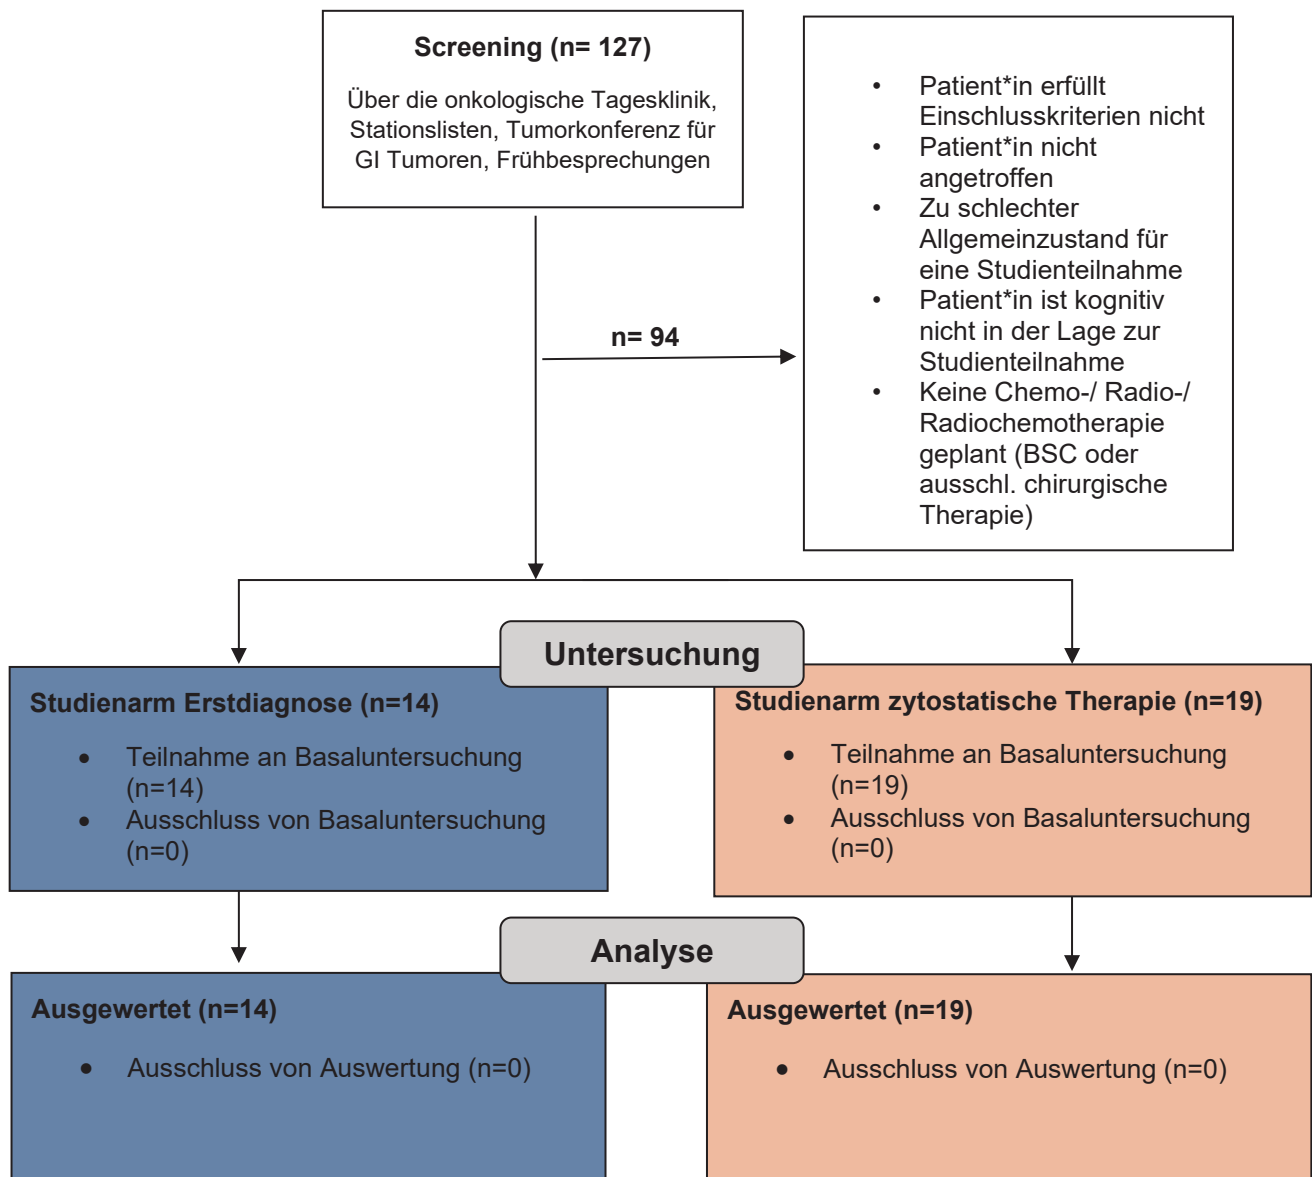 Screening (n= 127)
Über die onkologische Tagesklinik,
Stationslisten, Tumorkonferenz für
GI Tumoren, Frühbesprechungen
• Patient*in erfüllt
Einschlusskriterien nicht
• Patient*in nicht
angetroffen
• Zu schlechter
Allgemeinzustand für
eine Studienteilnahme
• Patient*in ist kognitiv
nicht in der Lage zur
Studienteilnahme
• Keine Chemo-/ Radio-/
Radiochemotherapie
geplant (BSC oder
ausschl. chirurgische
Therapie)
n= 94
Untersuchung
Studienarm Erstdiagnose (n=14)
• Teilnahme an Basaluntersuchung
(n=14)
• Ausschluss von Basaluntersuchung
(n=0)
Studienarm zytostatische Therapie (n=19)
• Teilnahme an Basaluntersuchung
(n=19)
• Ausschluss von Basaluntersuchung
(n=0)
Analyse
Ausgewertet (n=14)
• Ausschluss von Auswertung (n=0)
Ausgewertet (n=19)
• Ausschluss von Auswertung (n=0)